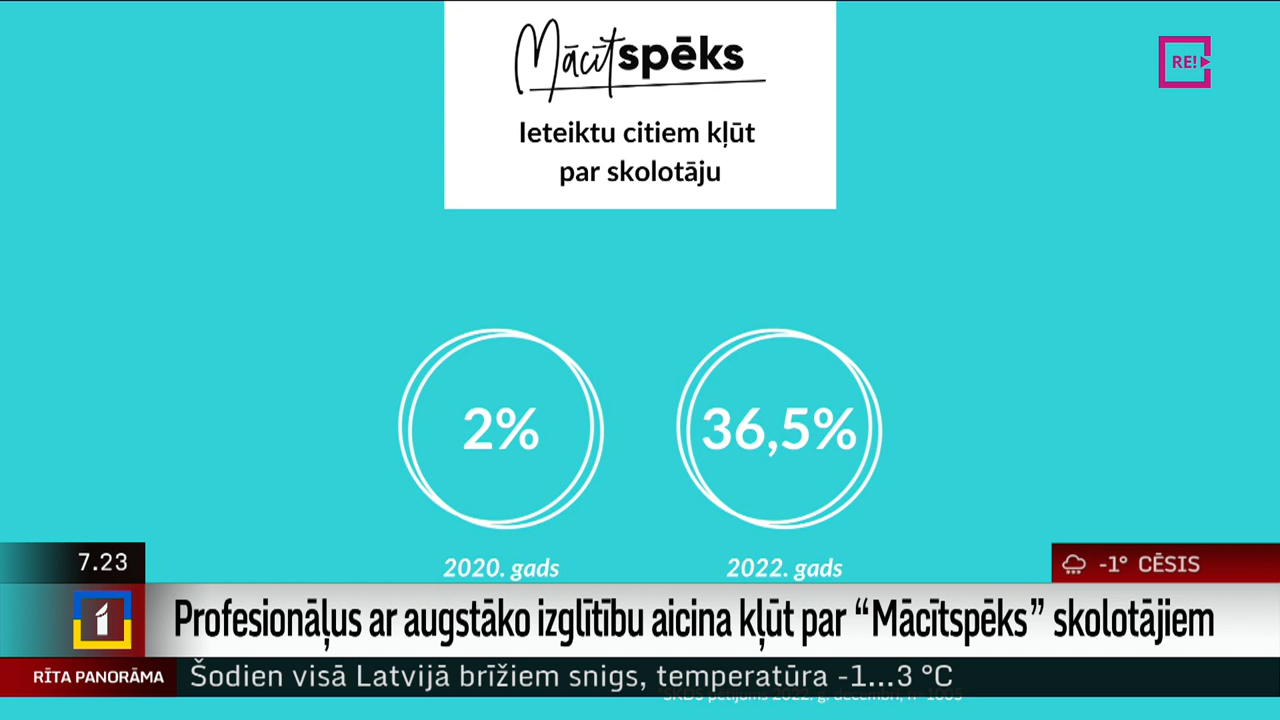 Mācītspēks
RE!
Ieteiktu citiem kļūt
par skolotāju
2%
36,5%
2020. gads
2022. gads
7.23
-1° CĒSIS
1
Profesionāļus ar augstāko izglītību aicina kļūt par “Mācītspēks” skolotājiem
RĪTA PANORĀMA
Šodien visā Latvijā brīžiem snigs, temperatūra -1...3 °C